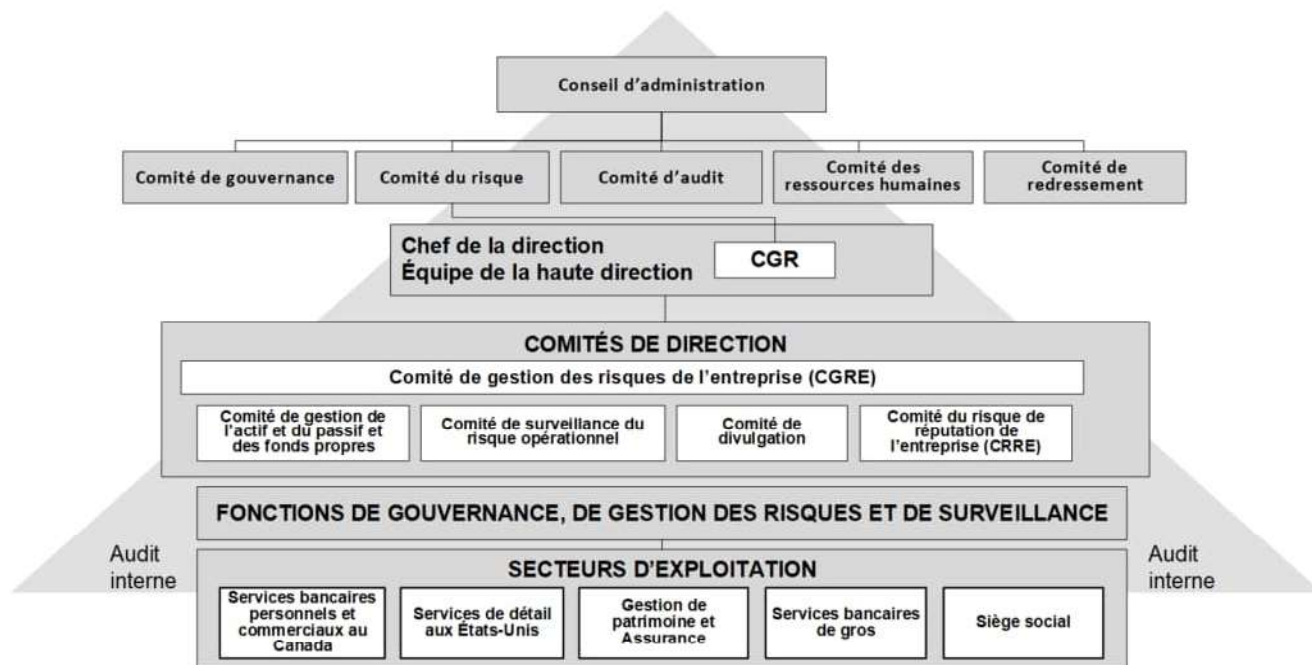 Conseil d'administration
Comité de gouvernance
Comité du risque
Comité d'audit
Comité des
ressources humaines
Comité de
redressement
Chef de la direction
Équipe de la haute direction
CGR
COMITÉS DE DIRECTION
Comité de gestion des risques de l'entreprise (CGRE)
Comité de gestion de
l'actif et du passif et
des fonds propres
Comité de surveillance du
risque opérationnel
Comité de
divulgation
Comité du risque de
réputation de
l'entreprise (CRRE)
FONCTIONS DE GOUVERNANCE, DE GESTION DES RISQUES ET DE SURVEILLANCE
Audit
interne
Audit
interne
SECTEURS D'EXPLOITATION
Services bancaires
personnels et
commerciaux au
Canada
Services de détail
aux États-Unis
Gestion de
patrimoine et
Assurance
Services bancaires
de gros
Siège social